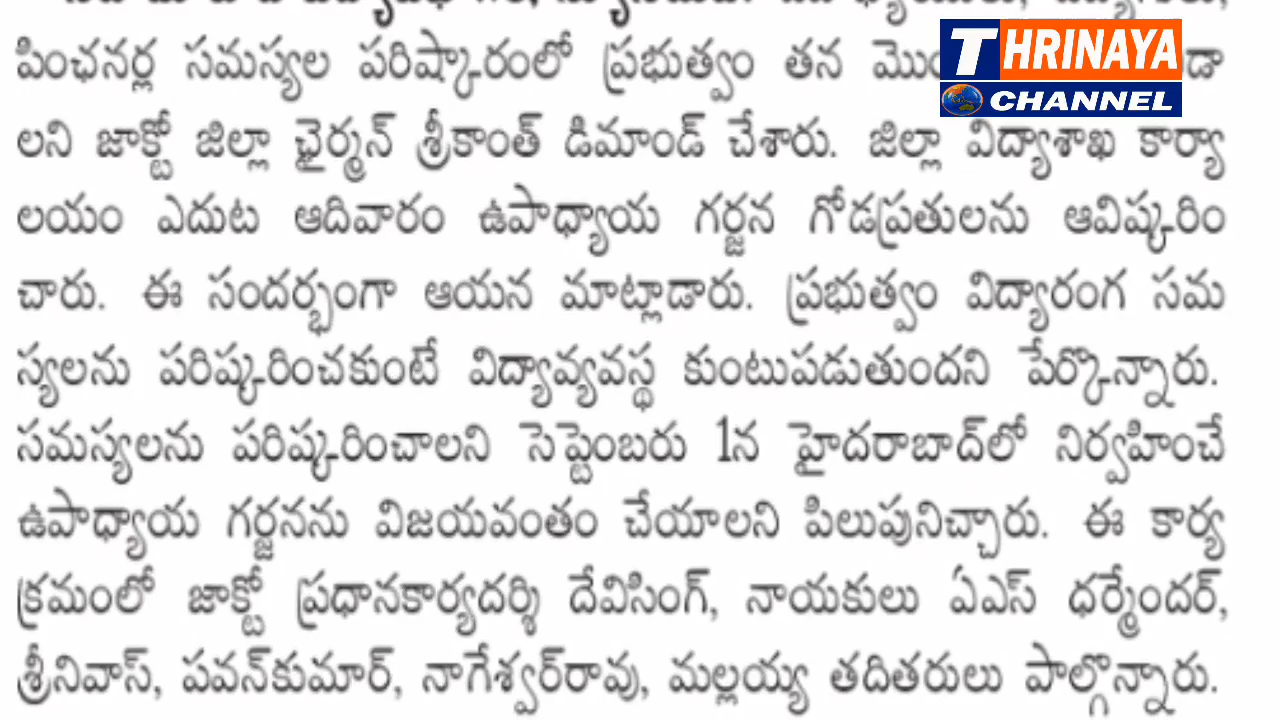 పింఛనర్ల సమస్యల పరిష్కారంలో ప్రభుత్వం తన
THRINAYA
CHANNEL
లని జాక్టో జిల్లా ఛైర్మన్ శ్రీకాంత్ డిమాండ్ చేశారు. జిల్లా విద్యాశాఖ కార్యా
లయం ఎదుట ఆదివారం ఉపాధ్యాయ గర్జన గోడప్రతులను ఆవిష్కరిం
చారు. ఈ సందర్భంగా ఆయన మాట్లాడారు. ప్రభుత్వం విద్యారంగ సమ
స్యలను పరిష్కరించకుంటే విద్యావ్యవస్థ కుంటుపడుతుందని పేర్కొన్నారు.
సమస్యలను పరిష్కరించాలని సెప్టెంబరు 1న హైదరాబాద్‌లో నిర్వహించే
ఉపాధ్యాయ గర్జనను విజయవంతం చేయాలని పిలుపునిచ్చారు. ఈ కార్య
క్రమంలో జాక్టో ప్రధానకార్యదర్శి దేవిసింగ్, నాయకులు ఏఎస్ ధర్మేందర్,
శ్రీనివాస్, పవన్‌కుమార్, నాగేశ్వర్‌రావు, మల్లయ్య తదితరులు పాల్గొన్నారు.